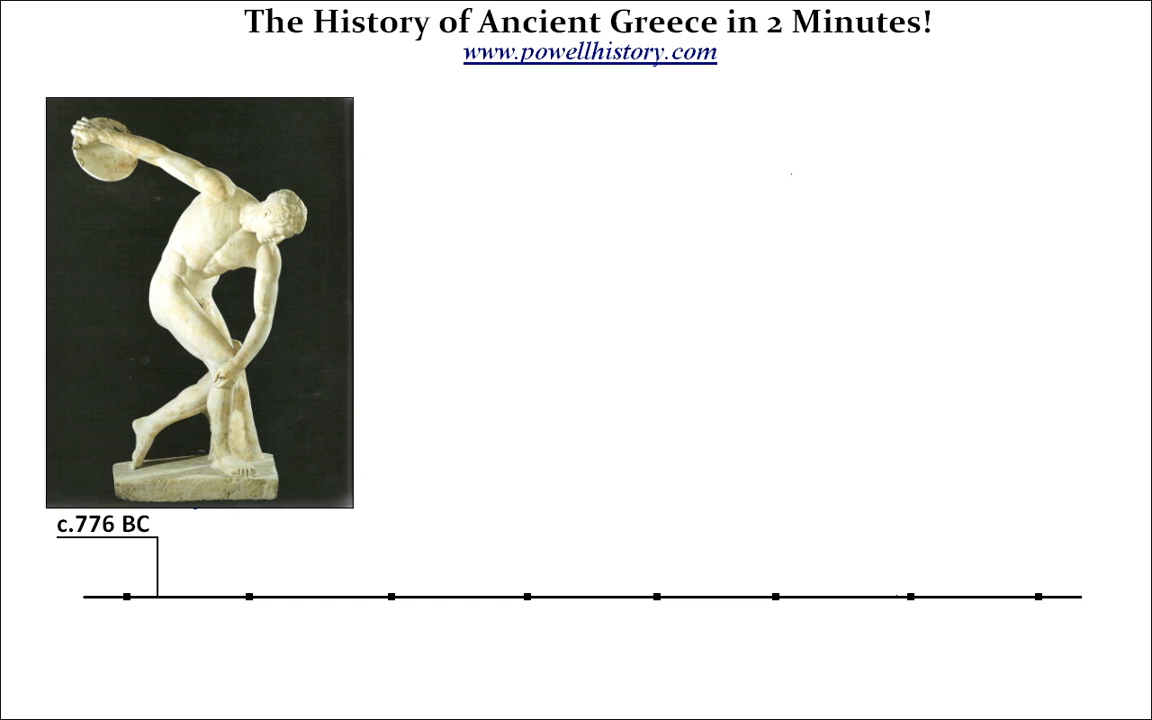 The History of Ancient Greece in 2 Minutes!
www.powellhistory.com
c.776 BC